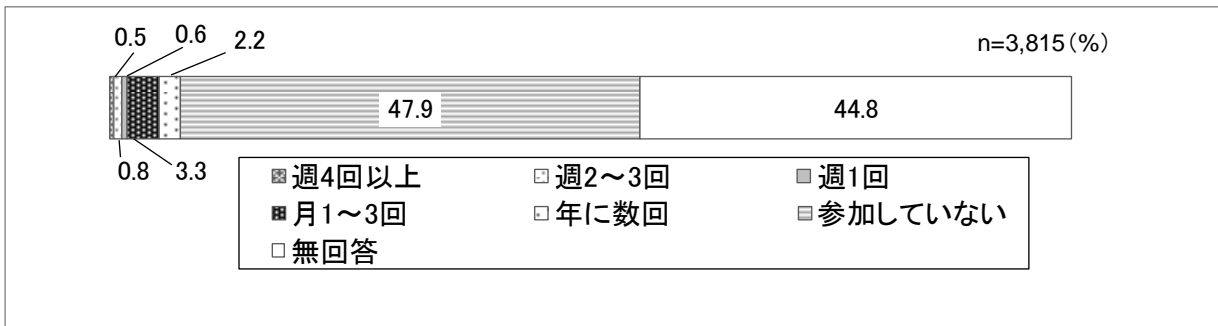 0.5 0.6 2.2 n=3,815(%)
47.9 44.8
0.8 3.3
週4回以上 週2～3回 週1回
月1～3回 年に数回 参加していない
無回答